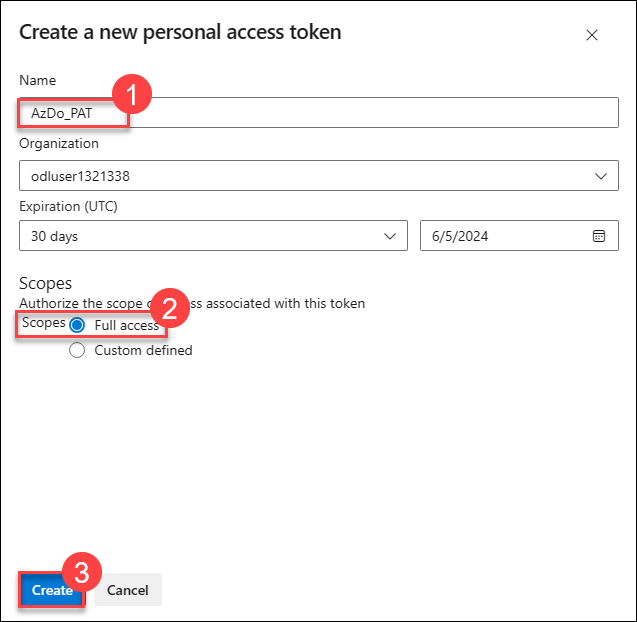 Create a new personal access token
Name
1
AzDo_PAT
Organization
odluser1321338
Expiration (UTC)
30 days
6/5/2024
Scopes
Authorize the scope ss associated with this token
2
Scopes Full access
Custom defined
3
Create Cancel